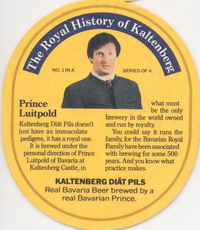 The Royal History of Kaltenberg
NO. 1 IN A
SERIES OF 4
Prince
Luitpold
Kaltenberg Diät Pils doesn't
just have an immaculate
pedigree, it has a royal one.
It is brewed under the
personal direction of Prince
Luitpold of Bavaria at
Kaltenberg Castle, in
what must
be the only
brewery in the world owned
and run by royalty.
You could say it runs the
family, for the Bavarian Royal
Family have been associated
with brewing for some 500
years. And you know what
practice makes.
KALTENBERG DIÄT PILS
Real Bavaria Beer brewed by a
real Bavarian Prince.